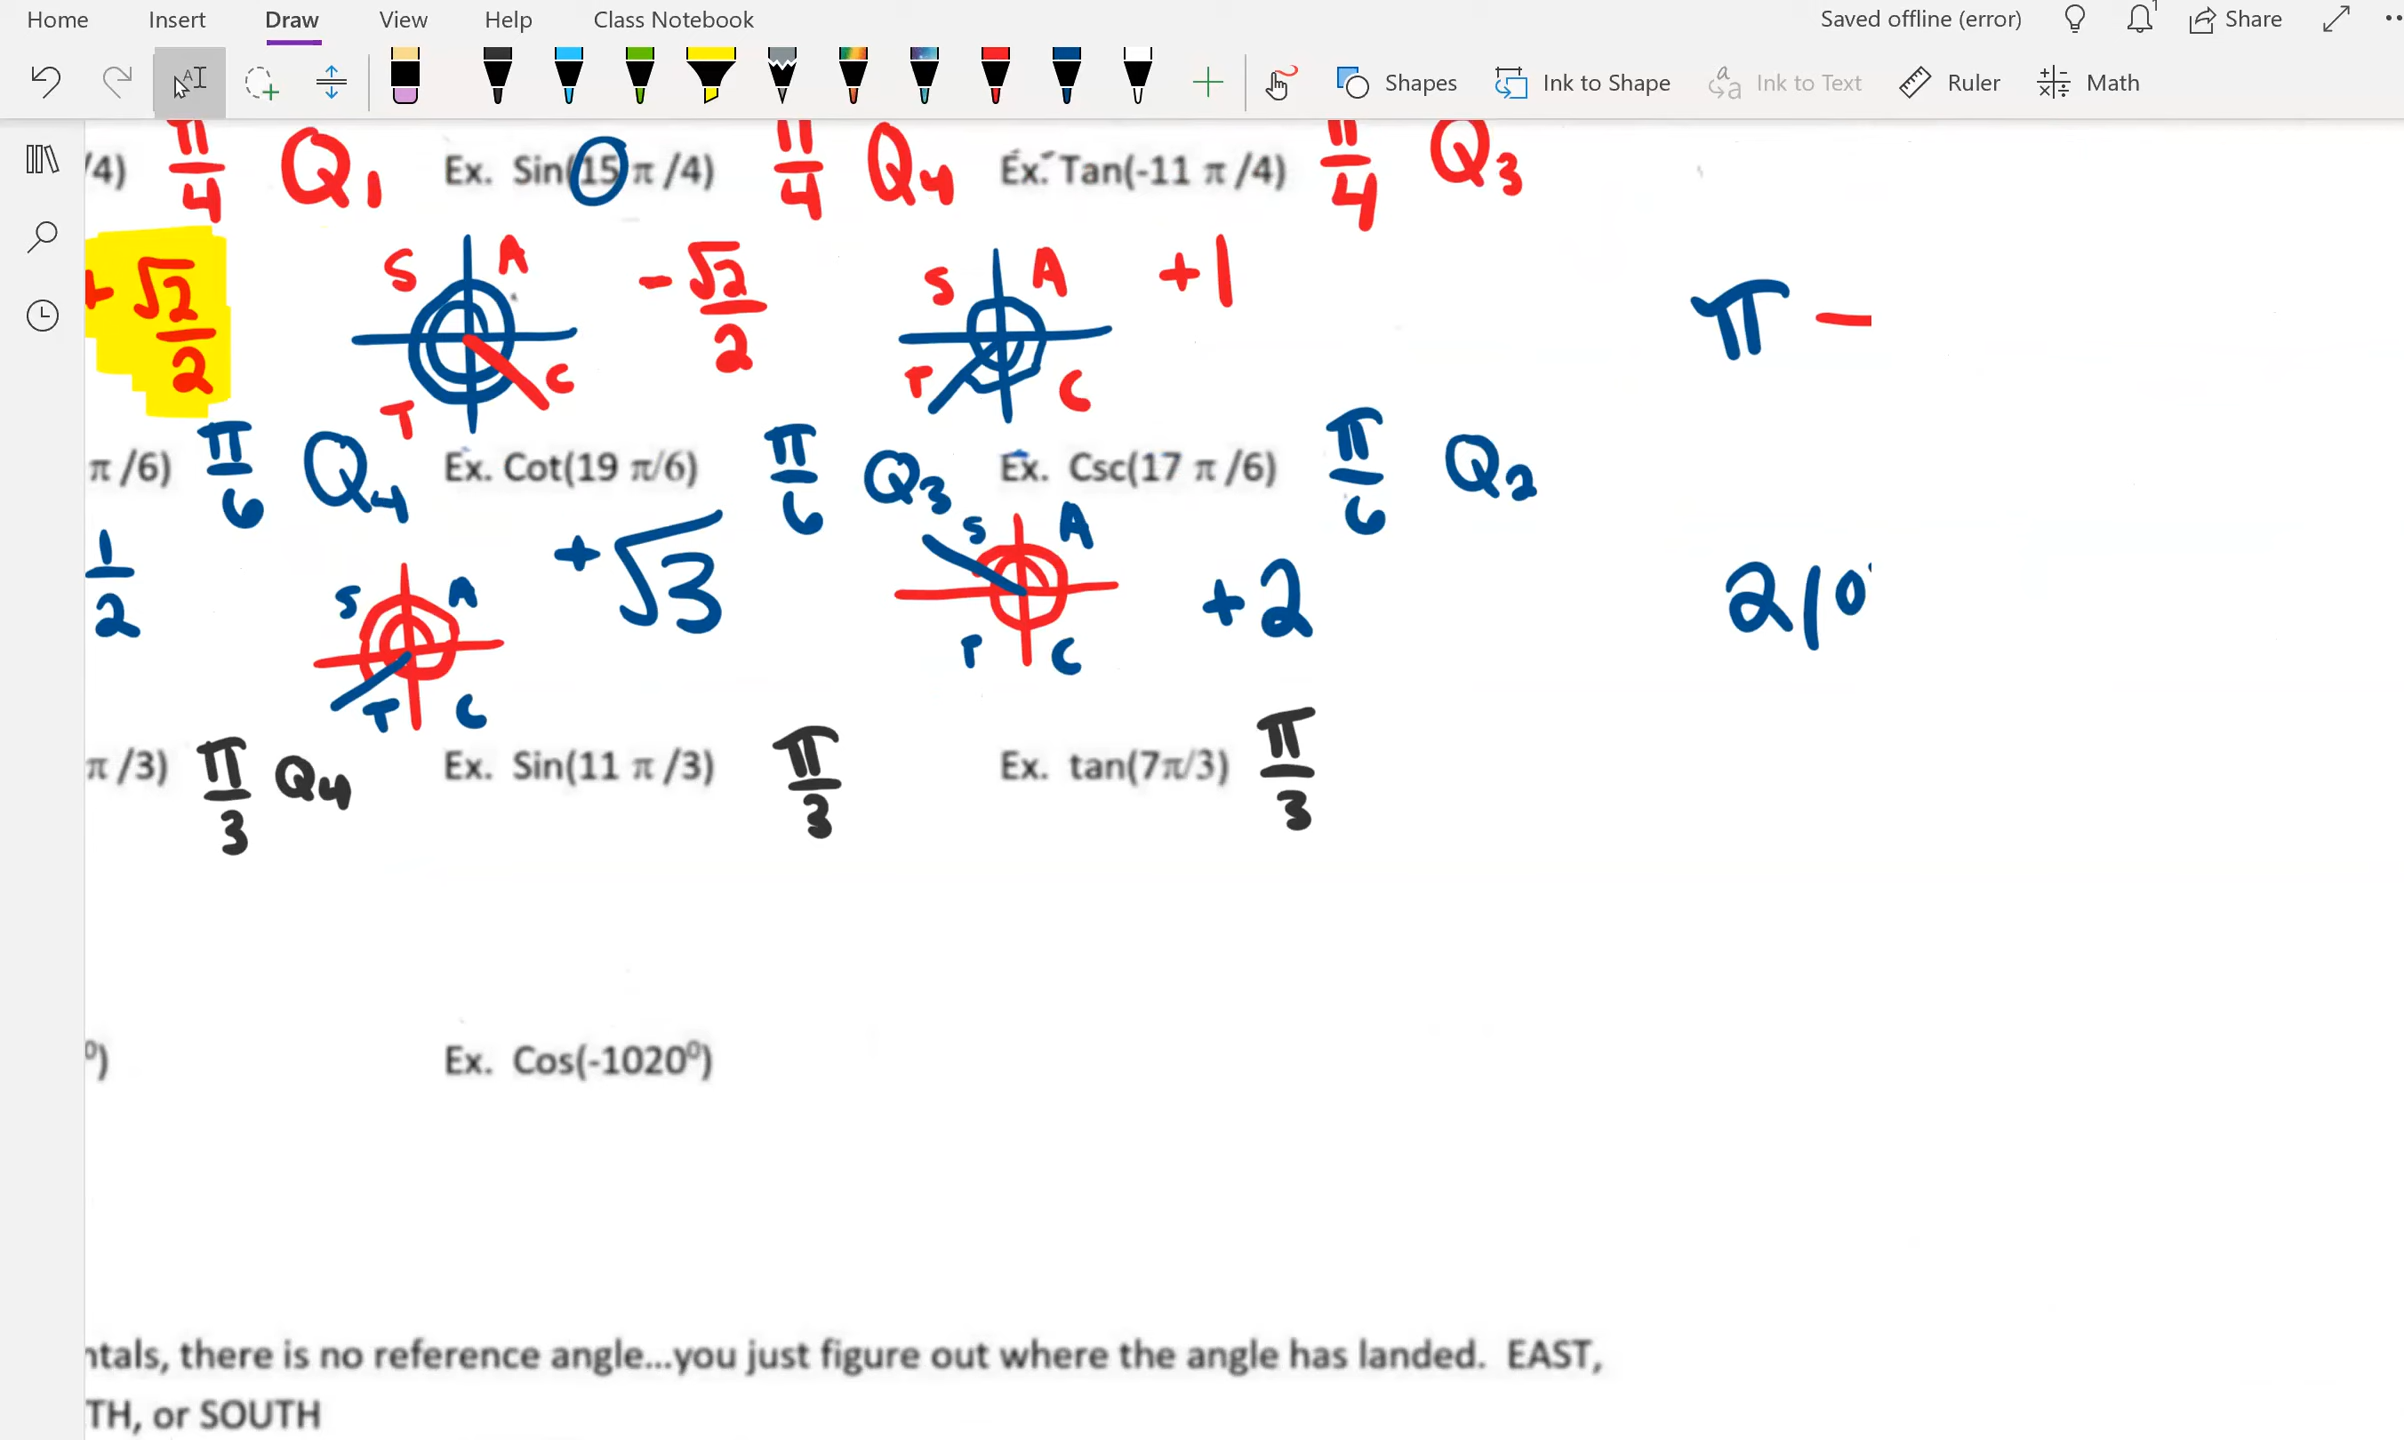 Home Insert Draw View Help Class Notebook Saved offline (error) 1 Share
Shapes Ink to Shape Ink to Text Ruler Math
/4) π/4 Q1 Ex. Sin(15 π /4) π/4 Q4 Ex. Tan(-11 π /4) π/4 Q3
+ √2/2 S A T C - √2/2 S A T C +1 π -
π /6) π/6 Q4 Ex. Cot(19 π/6) π/6 Q3 Ex. Csc(17 π /6) π/6 Q2
1/2 S A T C +√3 S A T C +2 210°
π /3) π/3 Q4 Ex. Sin(11 π /3) π/3 Ex. tan(7π/3) π/3
⁰) Ex. Cos(-1020⁰)
ntals, there is no reference angle...you just figure out where the angle has landed. EAST,
TH, or SOUTH